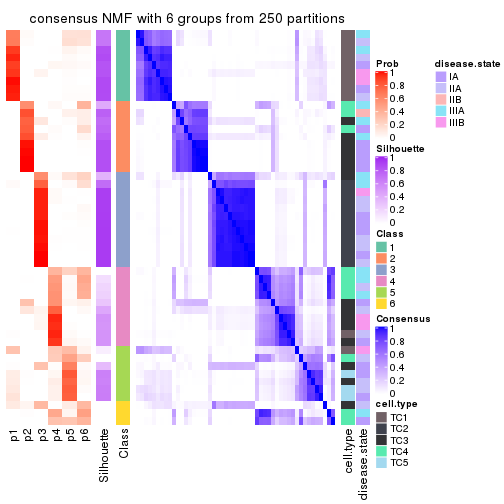 consensus NMF with 6 groups from 250 partitions
Prob
1
0.8
0.6
0.4
0.2
0
disease.state
IA
IIA
IIB
IIIA
IIIB
Silhouette
1
0.8
0.6
0.4
0.2
0
Class
1
2
3
4
5
6
Consensus
1
0.8
0.6
0.4
0.2
0
cell.type
TC1
TC2
TC3
TC4
TC5
p1
p2
p3
p4
p5
p6
Silhouette
Class
cell.type
disease.state